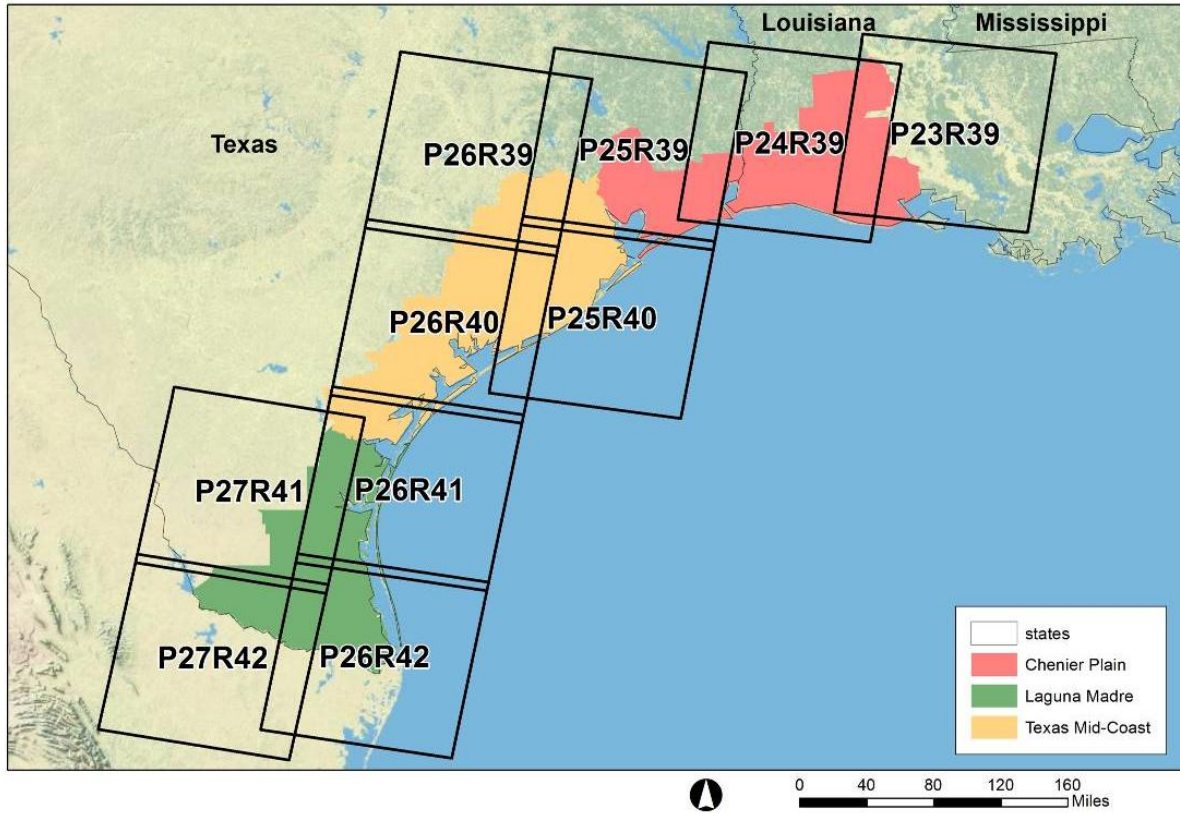 Louisiana
Mississippi
Texas
P26R39
P25R39
P24R39
P23R39
P26R40
P25R40
P27R41
P26R41
P27R42
P26R42
states
Chenier Plain
Laguna Madre
Texas Mid-Coast
0 40 80 120 160
Miles